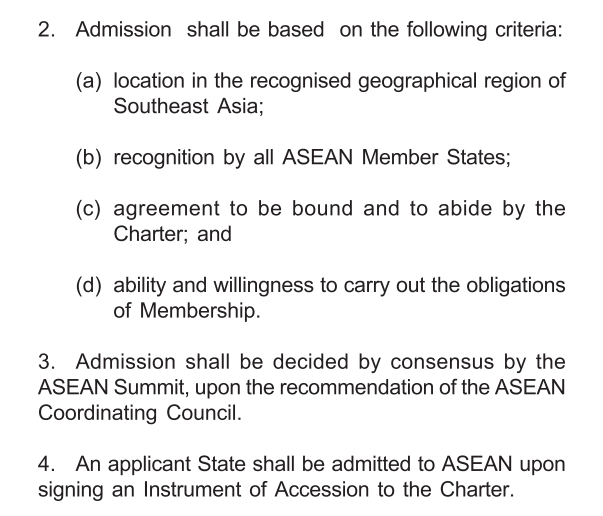 2. Admission shall be based on the following criteria:
(a) location in the recognised geographical region of
Southeast Asia;
(b) recognition by all ASEAN Member States;
(c) agreement to be bound and to abide by the
Charter; and
(d) ability and willingness to carry out the obligations
of Membership.
3. Admission shall be decided by consensus by the
ASEAN Summit, upon the recommendation of the ASEAN
Coordinating Council.
4. An applicant State shall be admitted to ASEAN upon
signing an Instrument of Accession to the Charter.